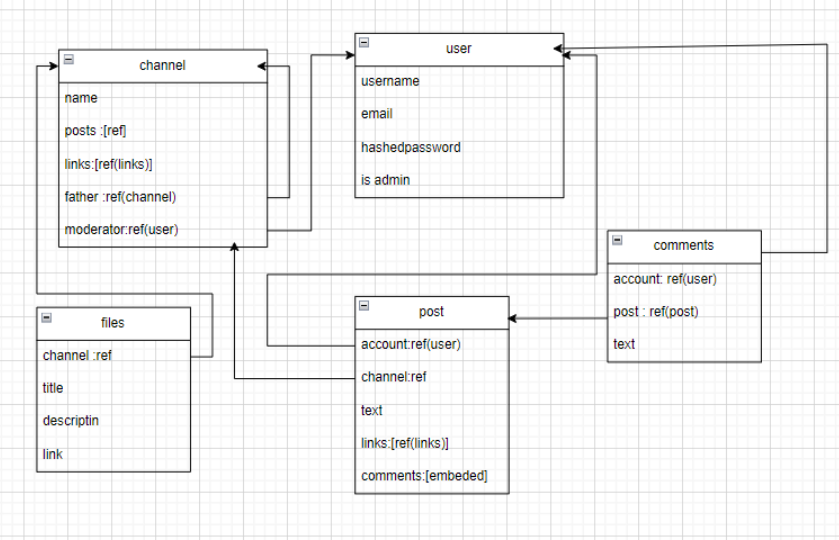 channel
name
posts :[ref]
links:[ref(links)]
father :ref(channel)
moderator:ref(user)
user
username
email
hashedpassword
is admin
comments
account: ref(user)
post : ref(post)
text
files
channel :ref
title
descriptin
link
post
account:ref(user)
channel:ref
text
links:[ref(links)]
comments:[embeded]